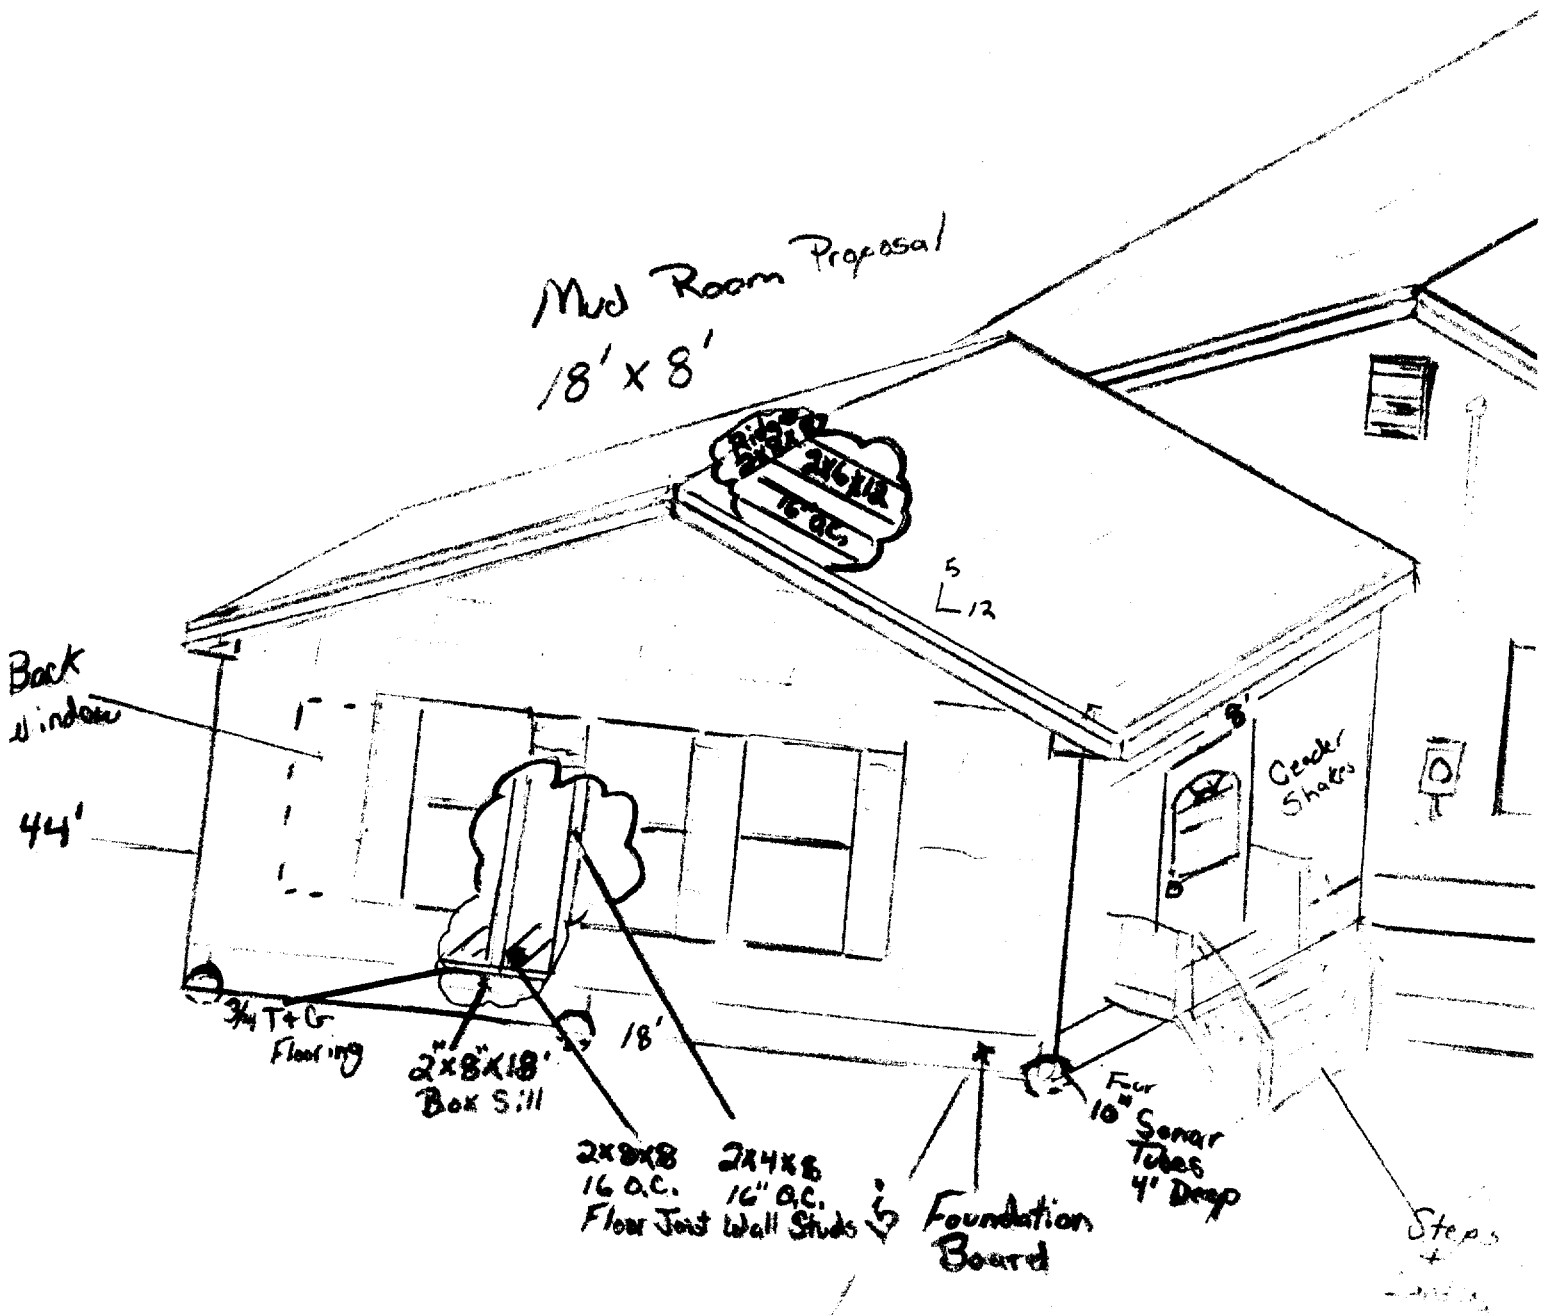 Mud Room Proposal
18' x 8'
Ridge
2x8x
2x6x12
16" O.C.
5
12
Back
Window
44'
8'
Ceader
Shakes
3/4 T+G
Flooring
2"x8"x18'
Box Sill
18'
2x8x8
16 O.C.
Floor Joist
2x4x8
16" O.C.
Wall Studs
Foundation
Board
Four
10" Sonar
Tubes
4' Deep
Steps
+